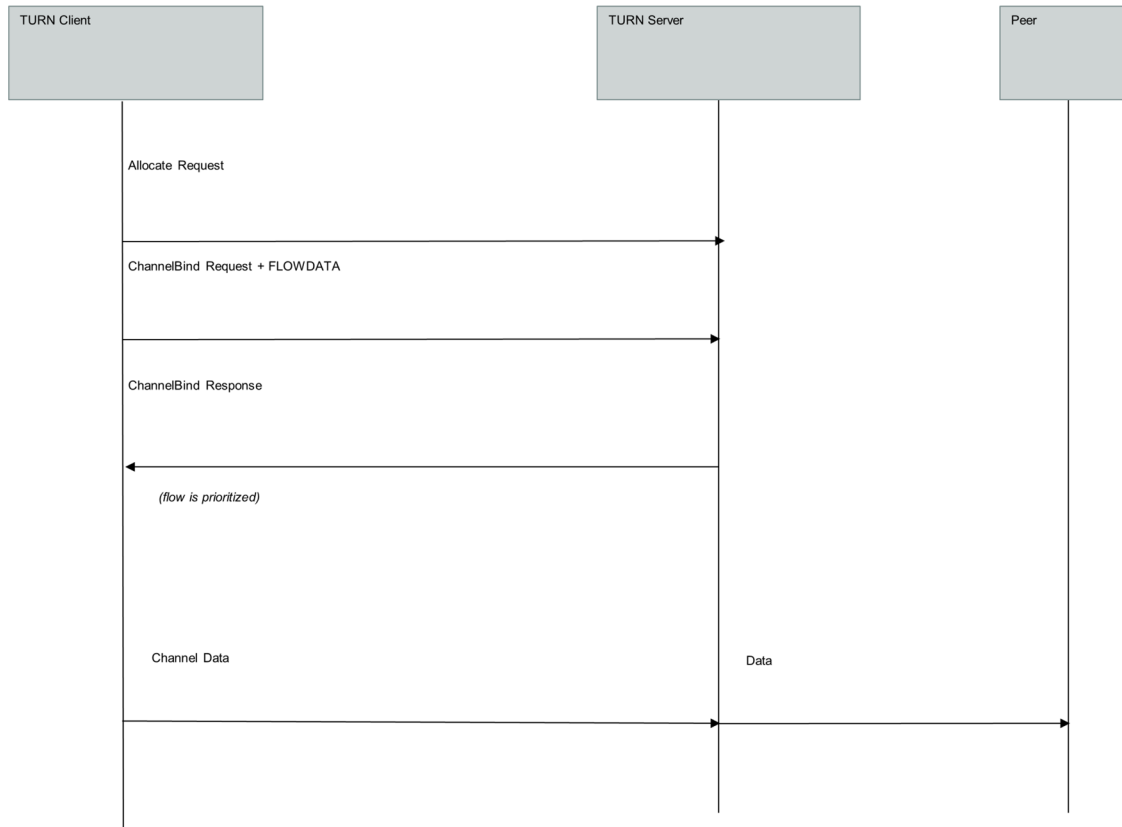 TURN Client
TURN Server
Peer
Allocate Request
ChannelBind Request + FLOWDATA
ChannelBind Response
(flow is prioritized)
Channel Data
Data